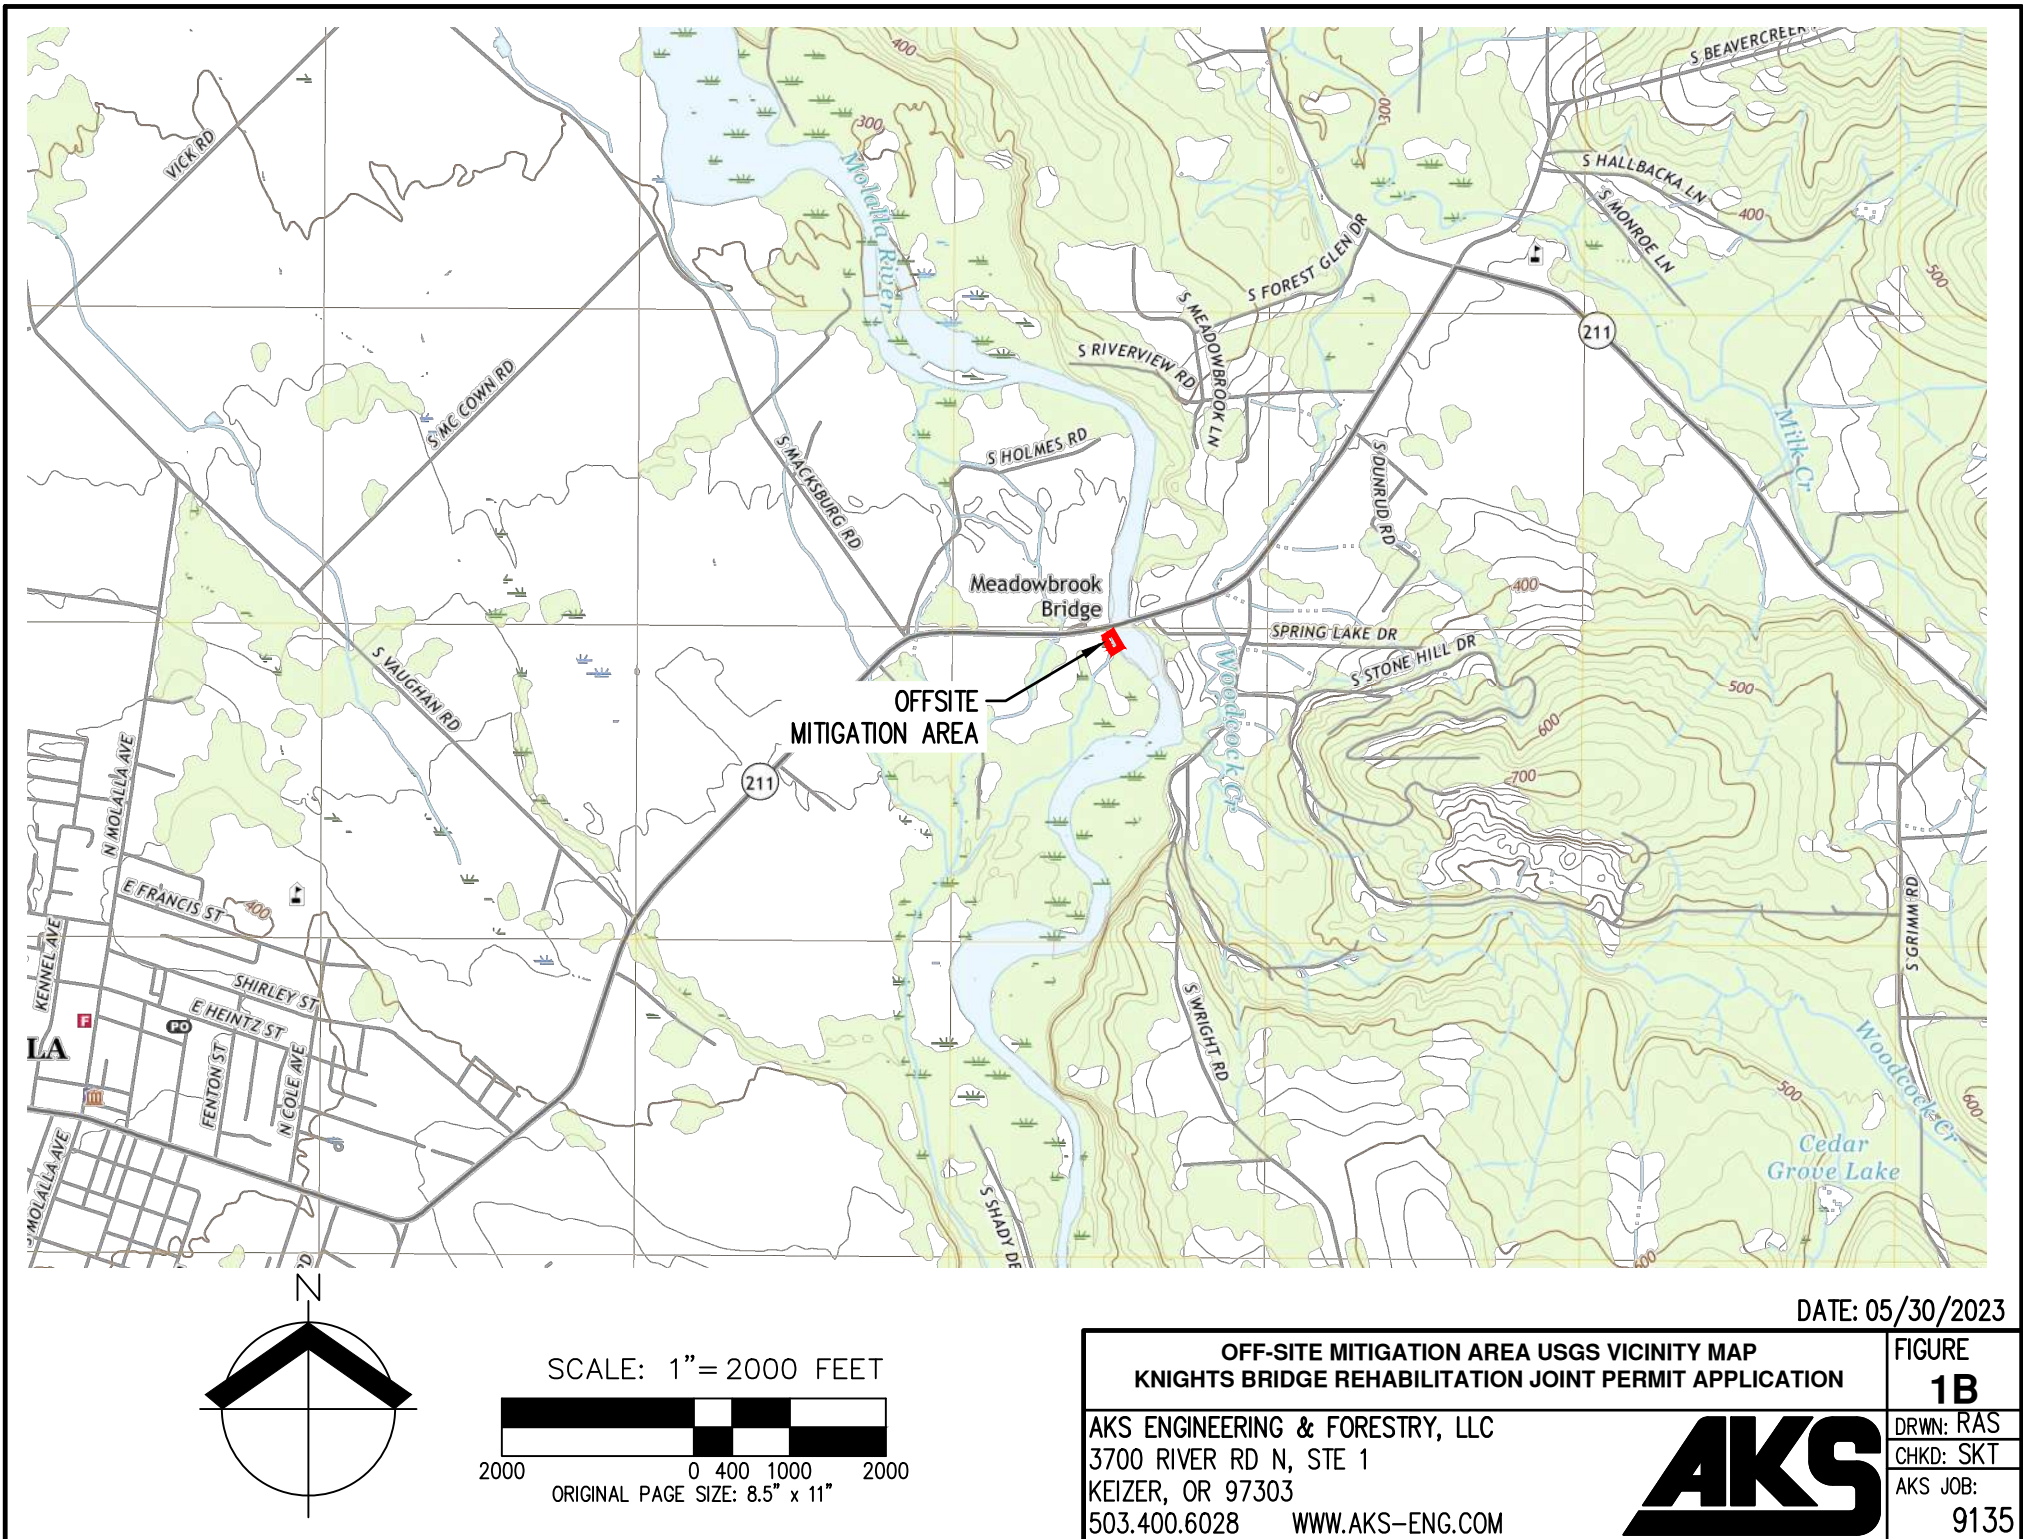 S BEAVERCREEK
400
300
300
VICK RD
Molalla River
S HALLBACKA LN
400
S MONROE LN
500
S FOREST GLEN DR
S MEADOWBROOK LN
211
S RIVERVIEW RD
S MC COWN RD
S MACKSBURG RD
S HOLMES RD
S DUNRUD RD
Milk Cr
Meadowbrook
Bridge
400
SPRING LAKE DR
S STONE HILL DR
S VAUGHAN RD
Woodcock Cr
500
600
700
OFFSITE
MITIGATION AREA
211
N MOLALLA AVE
E FRANCIS ST
400
KENNEL AVE
SHIRLEY ST
E HEINTZ ST
F
PO
LA
FENTON ST
N COLE AVE
S MOLALLA AVE
RD
S WRIGHT RD
S GRIMM RD
Woodcock Cr
500
600
Cedar
Grove Lake
S SHADY DE
600
N
SCALE: 1"= 2000 FEET
2000 0 400 1000 2000
ORIGINAL PAGE SIZE: 8.5" x 11"
DATE: 05/30/2023
OFF-SITE MITIGATION AREA USGS VICINITY MAP
KNIGHTS BRIDGE REHABILITATION JOINT PERMIT APPLICATION
FIGURE
1B
AKS ENGINEERING & FORESTRY, LLC
3700 RIVER RD N, STE 1
KEIZER, OR 97303
503.400.6028 WWW.AKS-ENG.COM
AKS
DRWN: RAS
CHKD: SKT
AKS JOB:
9135